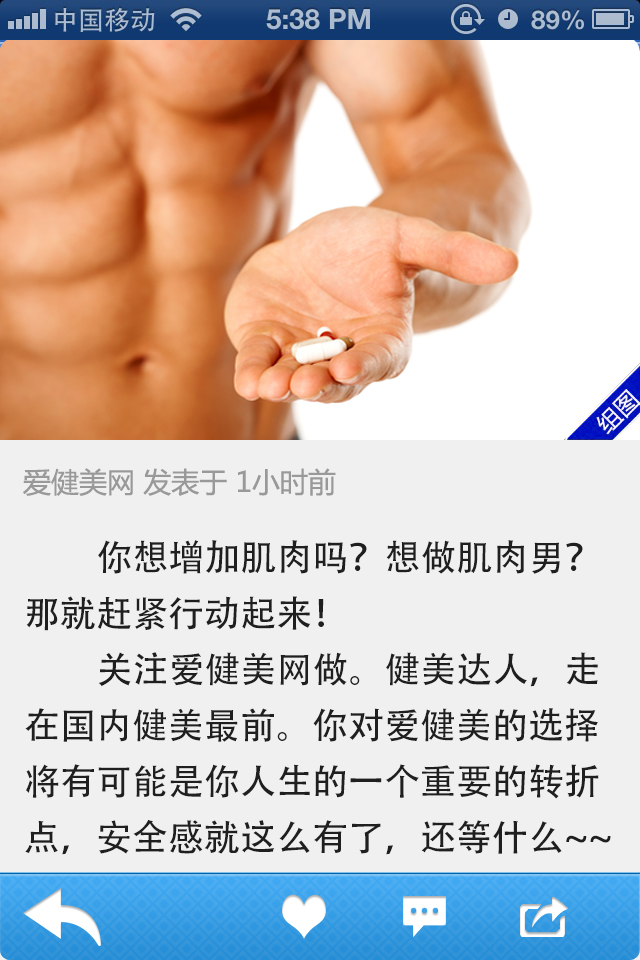 中国移动 5:38 PM 89%
组图
爱健美网 发表于 1小时前
你想增加肌肉吗？想做肌肉男？
那就赶紧行动起来！
关注爱健美网做。健美达人，走
在国内健美最前。你对爱健美的选择
将有可能是你人生的一个重要的转折
点，安全感就这么有了，还等什么~~